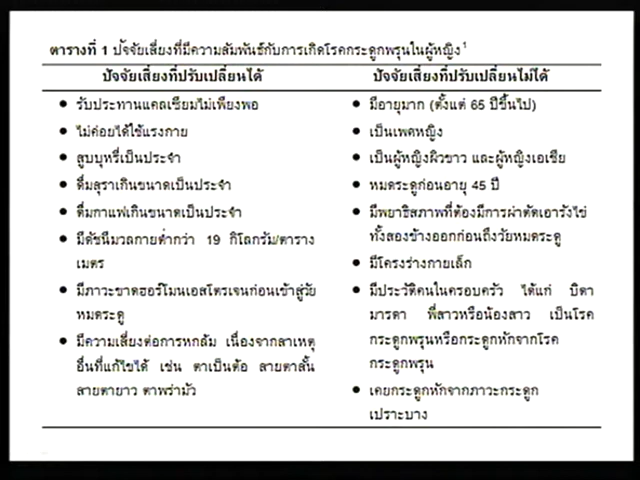 ตารางที่ 1 ปัจจัยเสี่ยงที่มีความสัมพันธ์กับการเกิดโรคกระดูกพรุนในผู้หญิง¹
ปัจจัยเสี่ยงที่ปรับเปลี่ยนได้
● รับประทานแคลเซียมไม่เพียงพอ
● ไม่ค่อยได้ใช้แรงกาย
● สูบบุหรี่เป็นประจำ
● ดื่มสุราเกินขนาดเป็นประจำ
● ดื่มกาแฟเกินขนาดเป็นประจำ
● มีดัชนีมวลกายต่ำกว่า 19 กิโลกรัม/ตาราง
เมตร
● มีภาวะขาดฮอร์โมนเอสโตรเจนก่อนเข้าสู่วัย
หมดระดู
● มีความเสี่ยงต่อการหกล้ม เนื่องจากสาเหตุ
อื่นที่แก้ไขได้ เช่น ตาเป็นต้อ สายตาสั้น
สายตายาว ตาพร่ามัว
ปัจจัยเสี่ยงที่ปรับเปลี่ยนไม่ได้
● มีอายุมาก (ตั้งแต่ 65 ปีขึ้นไป)
● เป็นเพศหญิง
● เป็นผู้หญิงผิวขาว และผู้หญิงเอเชีย
● หมดระดูก่อนอายุ 45 ปี
● มีพยาธิสภาพที่ต้องมีการผ่าตัดเอารังไข่
ทั้งสองข้างออกก่อนถึงวัยหมดระดู
● มีโครงร่างกายเล็ก
● มีประวัติคนในครอบครัว ได้แก่ บิดา
มารดา พี่สาวหรือน้องสาว เป็นโรค
กระดูกพรุนหรือกระดูกหักจากโรค
กระดูกพรุน
● เคยกระดูกหักจากภาวะกระดูก
เปราะบาง